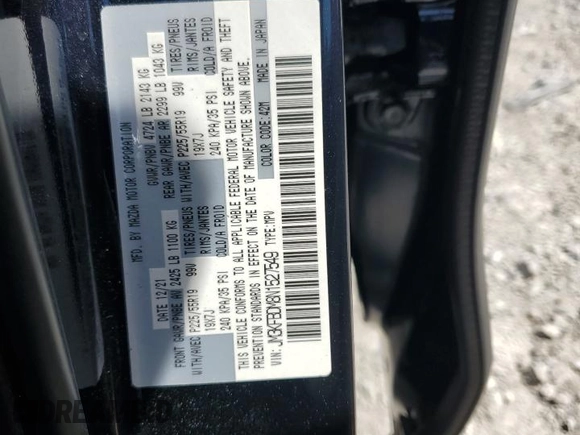 MFD. BY MAZDA MOTOR CORPORATION
DATE 12/21 GVWR/PNBV 4724 LB 2143 KG
FRONT GAWR/PNBE AV 2425 LB 1100 KG REAR GAWR/PNBE AR 2299 LB 1043 KG
WITH/AVEC P225/55R19 99V TIRES/PNEUS WITH/AVEC P225/55R19 99V TIRES/PNEUS
19X7J RIMS/JANTES 19X7J RIMS/JANTES
240 KPA/35 PSI COLD/A FROID 240 KPA/35 PSI COLD/A FROID
THIS VEHICLE CONFORMS TO ALL APPLICABLE FEDERAL MOTOR VEHICLE SAFETY AND THEFT
PREVENTION STANDARDS IN EFFECT ON THE DATE OF MANUFACTURE SHOWN ABOVE.
VIN: JM3KFBDM8N1627549 TYPE: MPV COLOR CODE: 42M MADE IN JAPAN